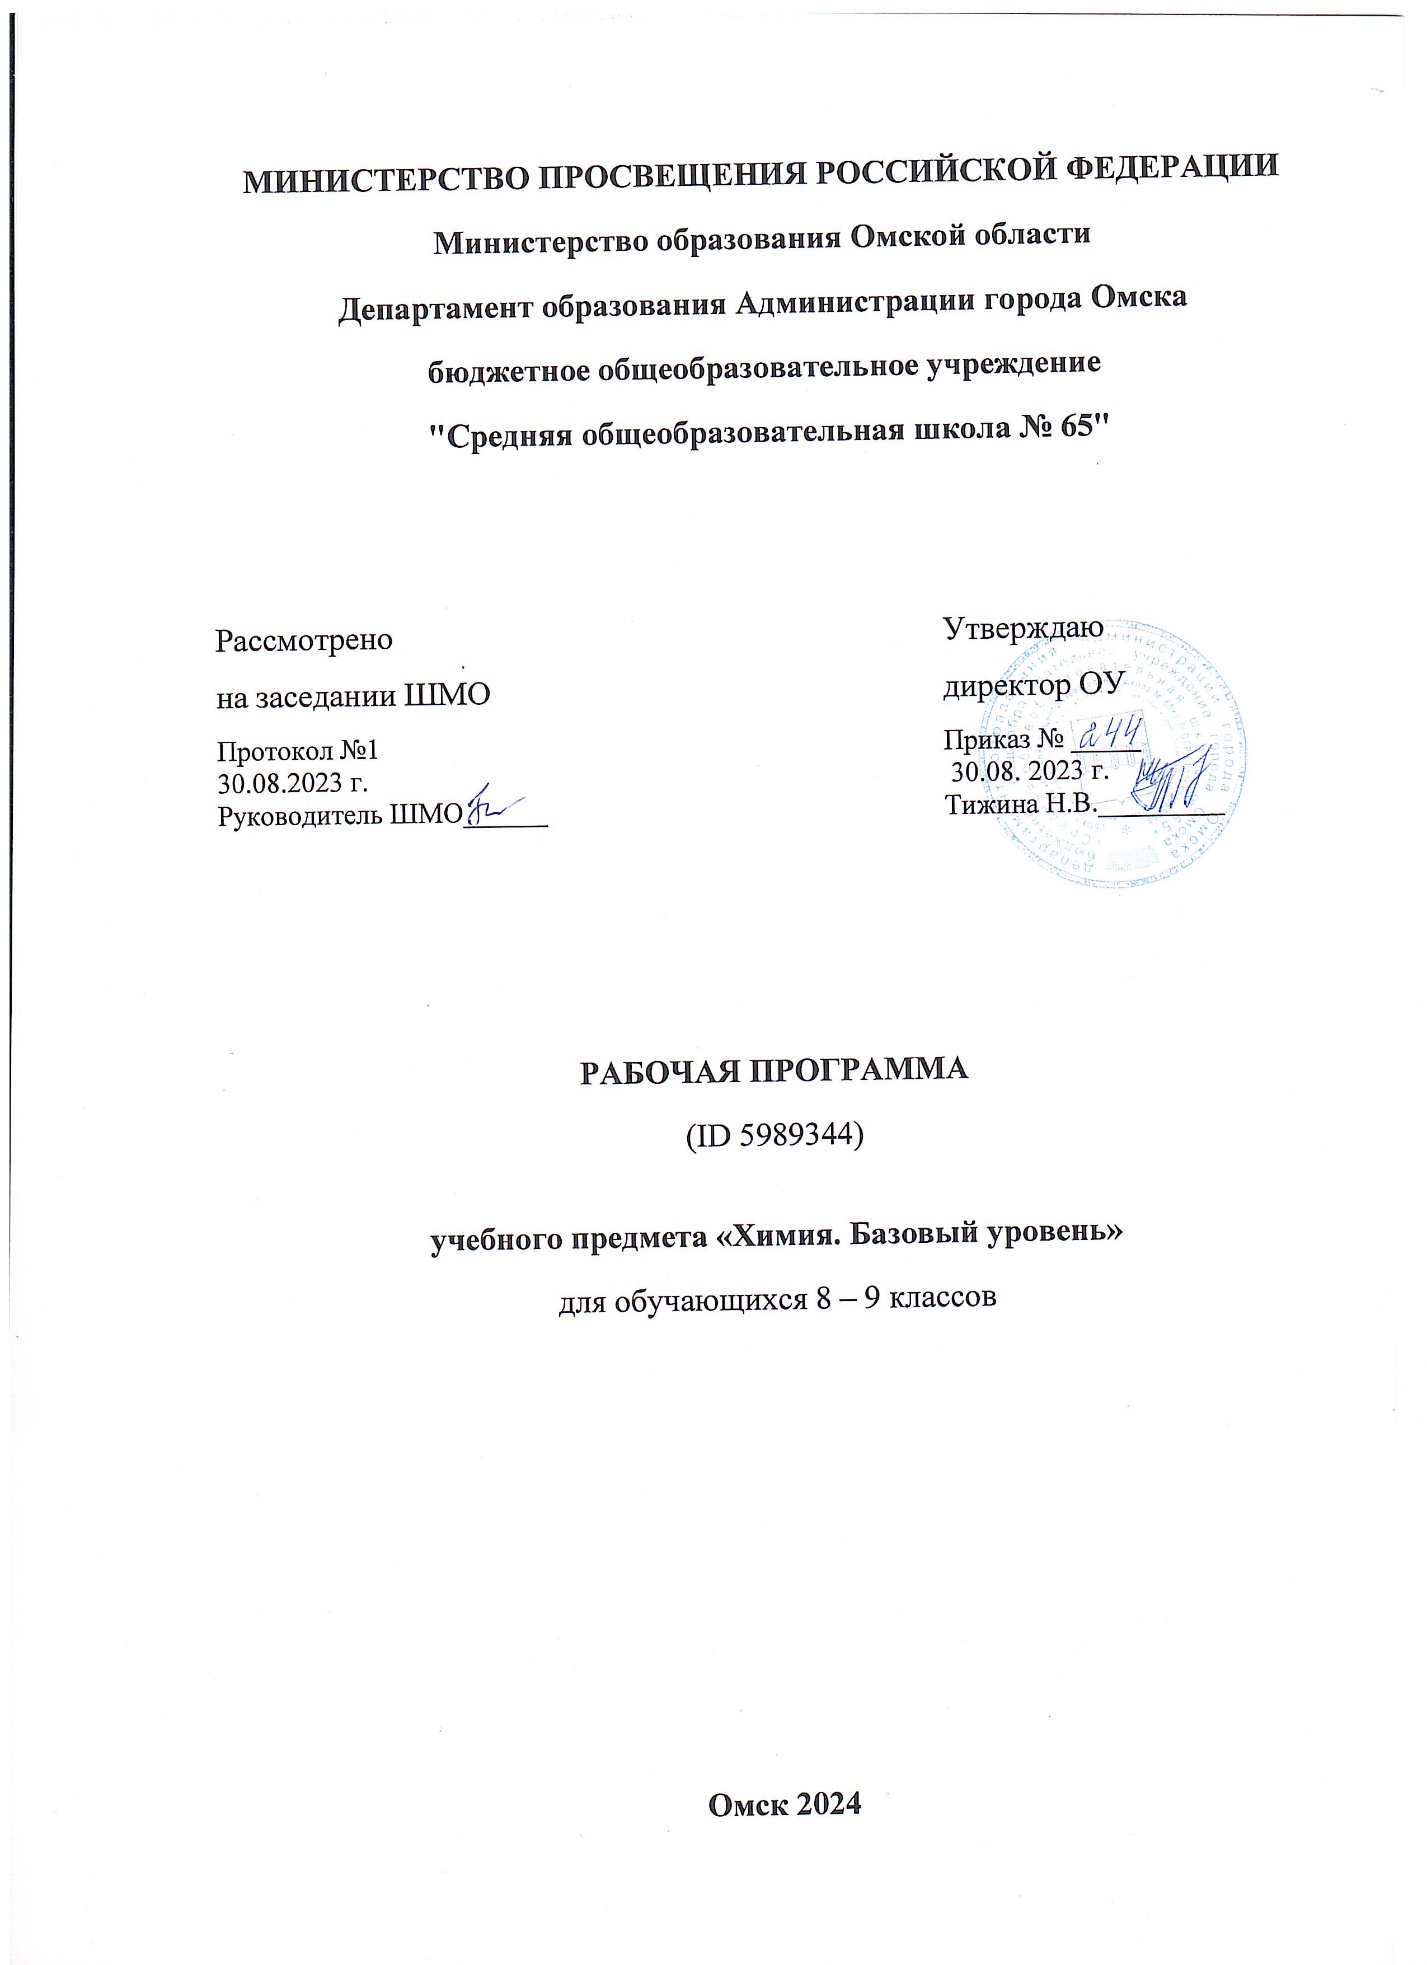 МИНИСТЕРСТВО ПРОСВЕЩЕНИЯ РОССИЙСКОЙ ФЕДЕРАЦИИ
Министерство образования Омской области
Департамент образования Администрации города Омска
бюджетное общеобразовательное учреждение
"Средняя общеобразовательная школа № 65"
Рассмотрено
на заседании ШМО
Протокол №1
30.08.2023 г.
Руководитель ШМО______
Утверждаю
директор ОУ
Приказ № 244
30.08. 2023 г.
Тижина Н.В._________
РАБОЧАЯ ПРОГРАММА
(ID 5989344)
учебного предмета «Химия. Базовый уровень»
для обучающихся 8 – 9 классов
Омск 2024